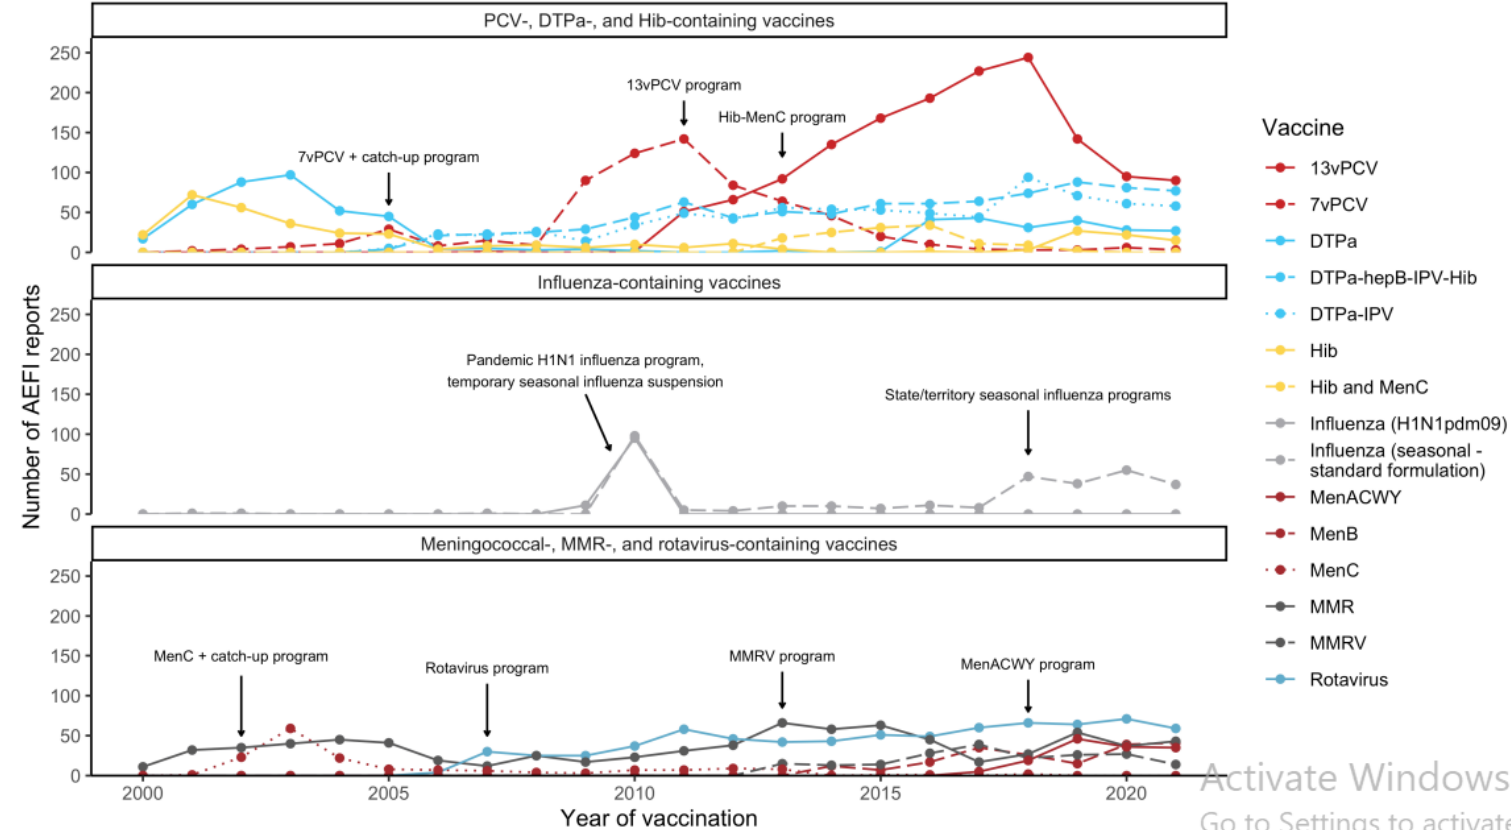 PCV-, DTPa-, and Hib-containing vaccines
250
200
150
100
50
0
13vPCV program
Hib-MenC program
7vPCV + catch-up program
Influenza-containing vaccines
250
200
150
100
50
0
Pandemic H1N1 influenza program,
temporary seasonal influenza suspension
State/territory seasonal influenza programs
Number of AEFI reports
Meningococcal-, MMR-, and rotavirus-containing vaccines
250
200
150
100
50
0
MenC + catch-up program
Rotavirus program
MMRV program
MenACWY program
2000
2005
2010
2015
2020
Year of vaccination
Vaccine
13vPCV
7vPCV
DTPa
DTPa-hepB-IPV-Hib
DTPa-IPV
Hib
Hib and MenC
Influenza (H1N1pdm09)
Influenza (seasonal -
standard formulation)
MenACWY
MenB
MenC
MMR
MMRV
Rotavirus
Activate Windows
Go to Settings to activate